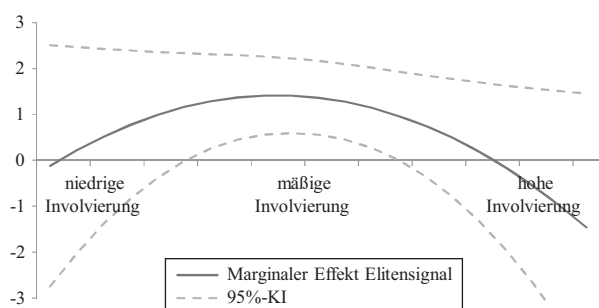 3
2
1
0
niedrige mäßige hohe
Involvierung Involvierung Involvierung
-1
-2
-3
Marginaler Effekt Elitensignal
95%-KI